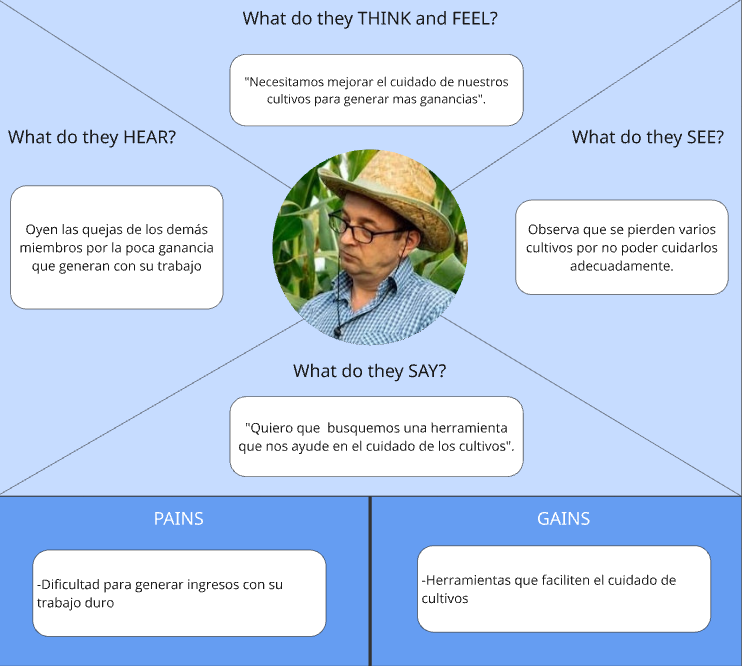 What do they THINK and FEEL?
"Necesitamos mejorar el cuidado de nuestros
cultivos para generar mas ganancias".
What do they HEAR?
What do they SEE?
Oyen las quejas de los demás
miembros por la poca ganancia
que generan con su trabajo
Observa que se pierden varios
cultivos por no poder cuidarlos
adecuadamente.
What do they SAY?
"Quiero que  busquemos una herramienta
que nos ayude en el cuidado de los cultivos".
PAINS
GAINS
-Dificultad para generar ingresos con su
trabajo duro
-Herramientas que faciliten el cuidado de
cultivos